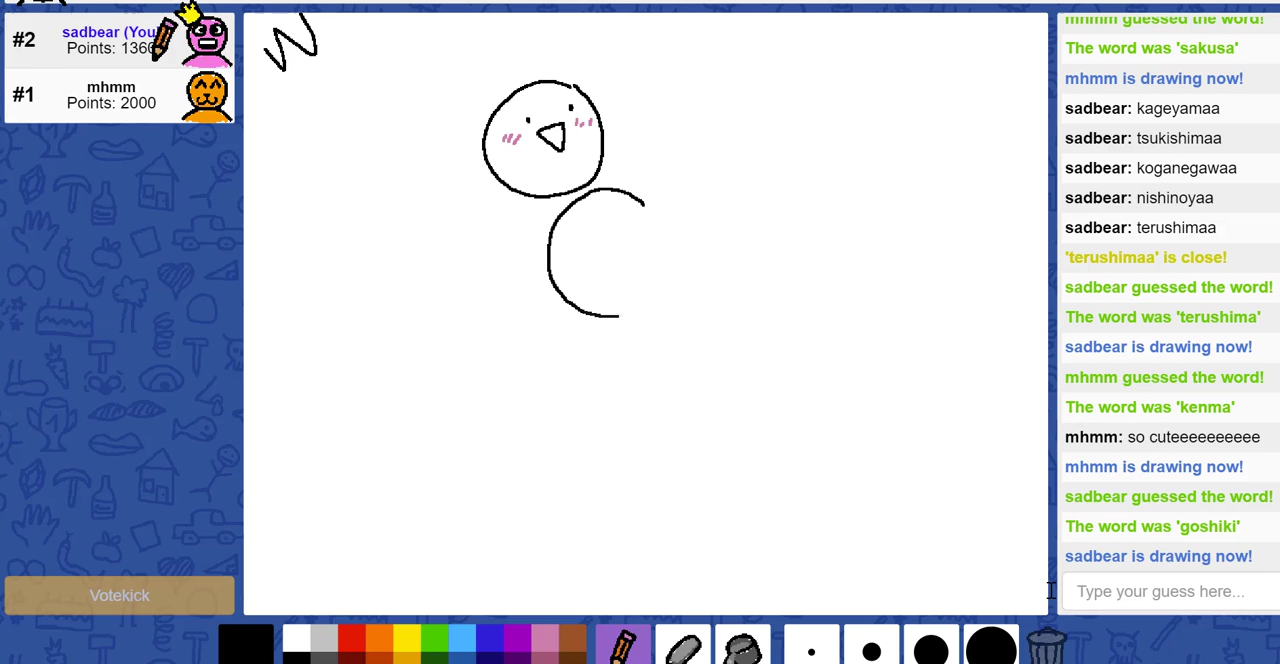 #2
sadbear (You
Points: 1366
#1
mhmm
Points: 2000
Votekick
W
mhmm guessed the word!
The word was 'sakusa'
mhmm is drawing now!
sadbear: kageyamaa
sadbear: tsukishimaa
sadbear: koganegawaa
sadbear: nishinoyaa
sadbear: terushimaa
'terushimaa' is close!
sadbear guessed the word!
The word was 'terushima'
sadbear is drawing now!
mhmm guessed the word!
The word was 'kenma'
mhmm: so cuteeeeeeeeee
mhmm is drawing now!
sadbear guessed the word!
The word was 'goshiki'
sadbear is drawing now!
Type your guess here...